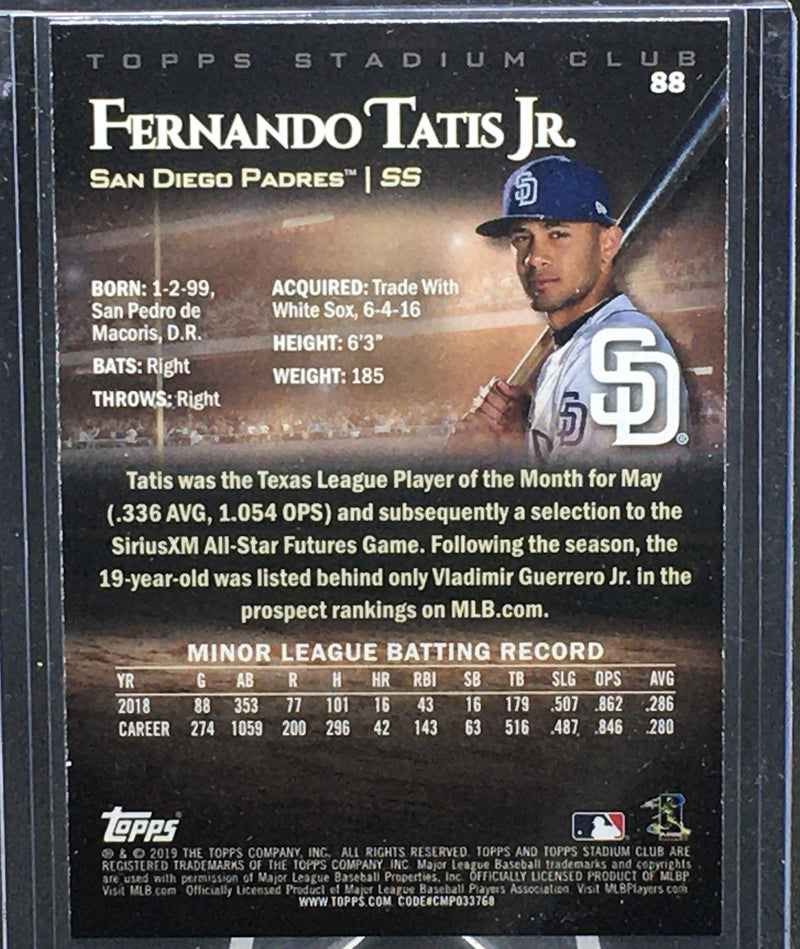 TOPPS STADIUM CLUB
88
FERNANDO TATIS JR.
SAN DIEGO PADRES™ | SS
BORN: 1-2-99,
San Pedro de
Macoris, D.R.
BATS: Right
THROWS: Right
ACQUIRED: Trade With
White Sox, 6-4-16
HEIGHT: 6'3"
WEIGHT: 185
SD
SD
SD®
Tatis was the Texas League Player of the Month for May
(.336 AVG, 1.054 OPS) and subsequently a selection to the
SiriusXM All-Star Futures Game. Following the season, the
19-year-old was listed behind only Vladimir Guerrero Jr. in the
prospect rankings on MLB.com.
MINOR LEAGUE BATTING RECORD
YR G AB R H HR RBI SB TB SLG OPS AVG
2018 88 353 77 101 16 43 16 179 .507 .862 .286
CAREER 274 1059 200 296 42 143 63 516 .487 .846 .280
topps®
® & © 2019 THE TOPPS COMPANY, INC. ALL RIGHTS RESERVED. TOPPS AND TOPPS STADIUM CLUB ARE
REGISTERED TRADEMARKS OF THE TOPPS COMPANY, INC. Major League Baseball trademarks and copyrights
are used with permission of Major League Baseball Properties, Inc. OFFICIALLY LICENSED PRODUCT OF MLBP
Visit MLB.com Officially Licensed Product of Major League Baseball Players Association. Visit MLBPlayers.com
WWW.TOPPS.COM CODE#CMP033768